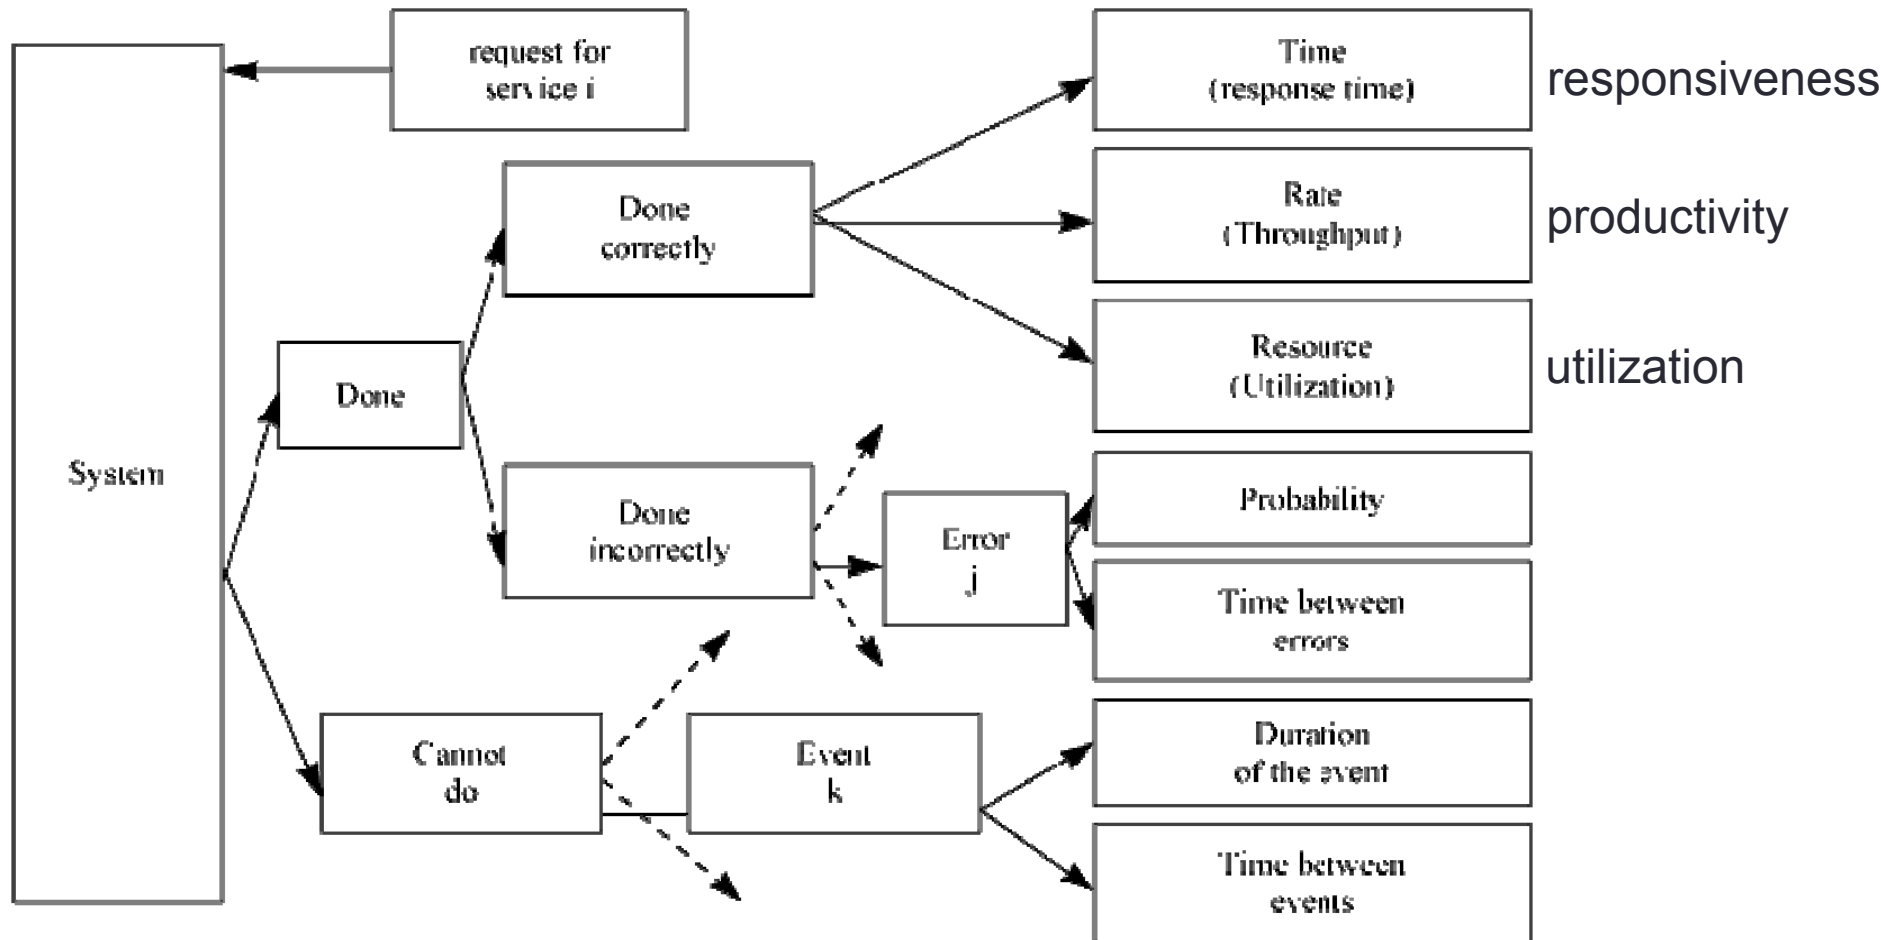 request for
service i
Time
(response time)
responsiveness
Done
correctly
Rate
(Throughput)
productivity
Resource
(Utilization)
utilization
Done
System
Done
incorrectly
Error
j
Probability
Time between
errors
Cannot
do
Event
k
Duration
of the event
Time between
events